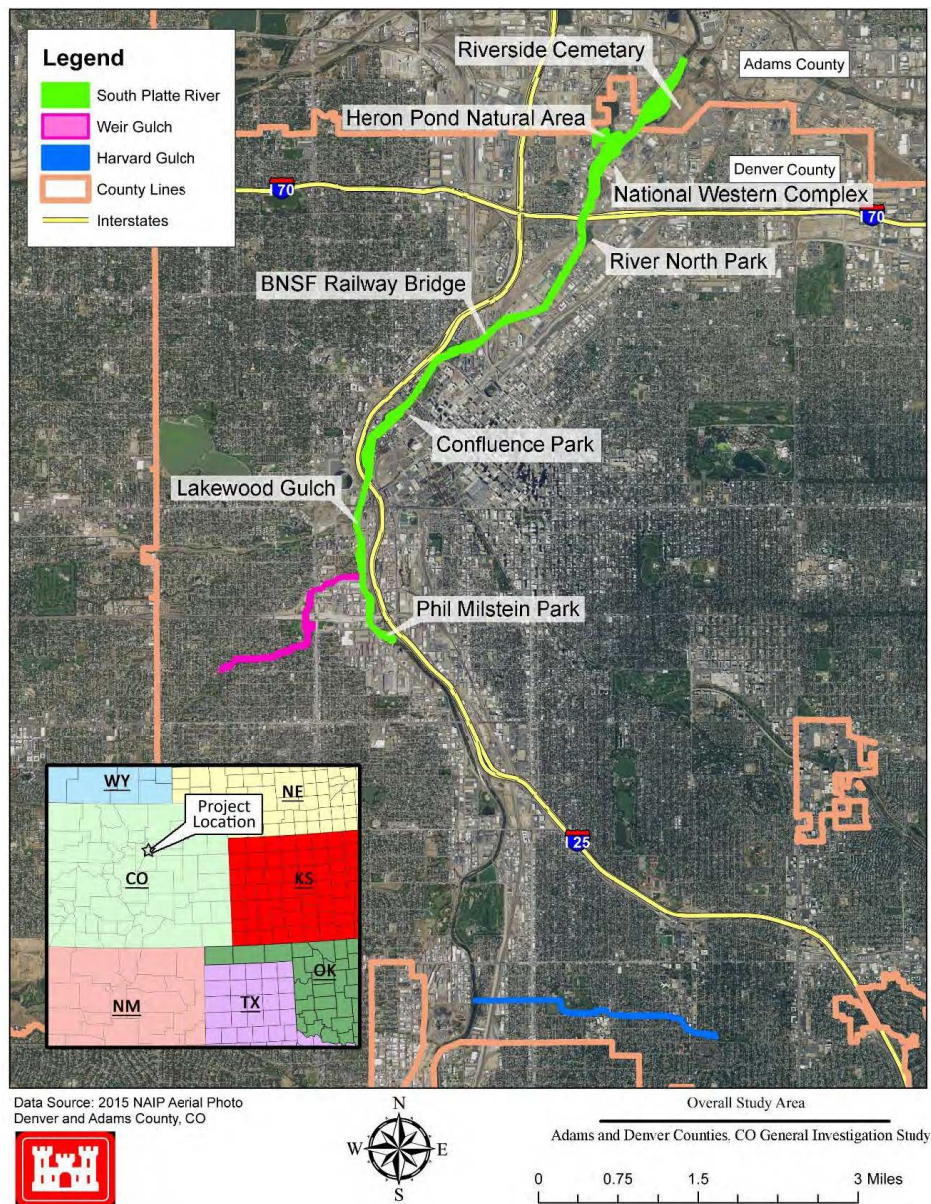 Legend
South Platte River
Weir Gulch
Harvard Gulch
County Lines
Interstates
Riverside Cemetary
Adams County
Heron Pond Natural Area
Denver County
70
National Western Complex
70
River North Park
BNSF Railway Bridge
Confluence Park
Lakewood Gulch
Phil Milstein Park
25
WY
NE
Project
Location
CO
KS
OK
NM
TX
Data Source: 2015 NAIP Aerial Photo
Denver and Adams County, CO
N
W
E
S
Overall Study Area
Adams and Denver Counties, CO General Investigation Study
0 0.75 1.5 3 Miles